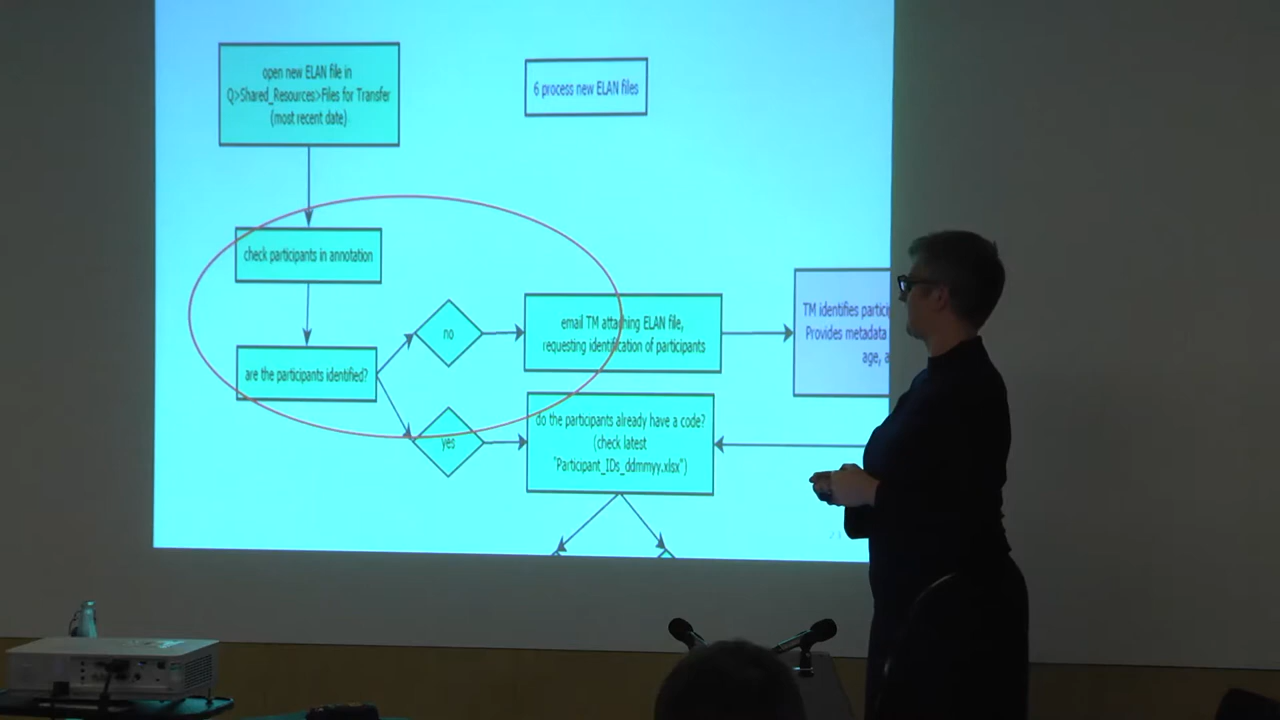 open new ELAN file in
Q>Shared_Resources>Files for Transfer
(most recent date)
6 process new ELAN files
check participants in annotation
are the participants identified?
no
email TM attaching ELAN file,
requesting identification of participants
TM identifies
Provides metadata
age,
yes
do the participants already have a code?
(check latest
"Participant_IDs_ddmmyy.xlsx")